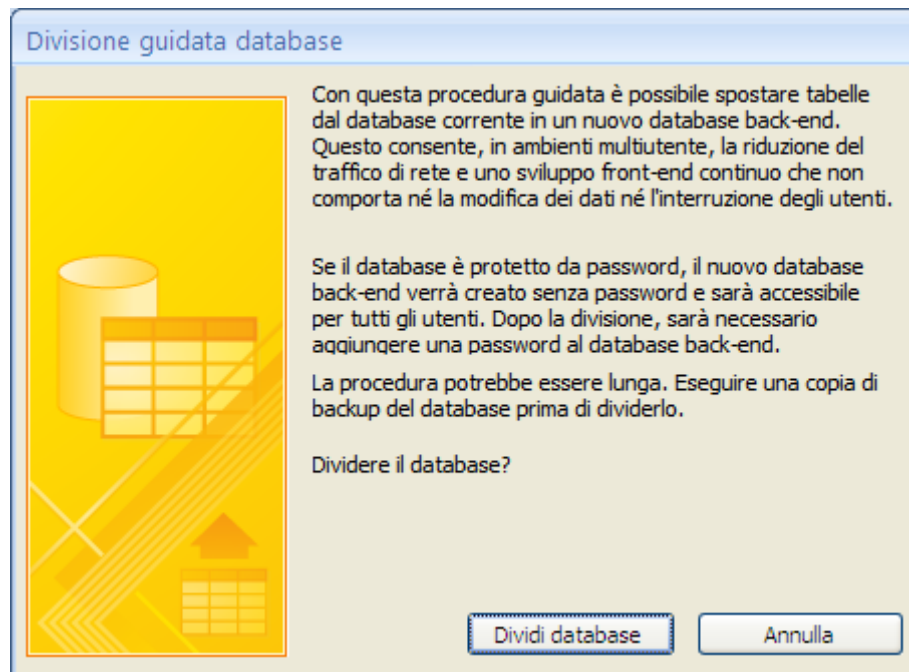 Divisione guidata database
Con questa procedura guidata è possibile spostare tabelle
dal database corrente in un nuovo database back-end.
Questo consente, in ambienti multiutente, la riduzione del
traffico di rete e uno sviluppo front-end continuo che non
comporta né la modifica dei dati né l'interruzione degli utenti.
Se il database è protetto da password, il nuovo database
back-end verrà creato senza password e sarà accessibile
per tutti gli utenti. Dopo la divisione, sarà necessario
aggiungere una password al database back-end.
La procedura potrebbe essere lunga. Eseguire una copia di
backup del database prima di dividerlo.
Dividere il database?
Dividi database
Annulla